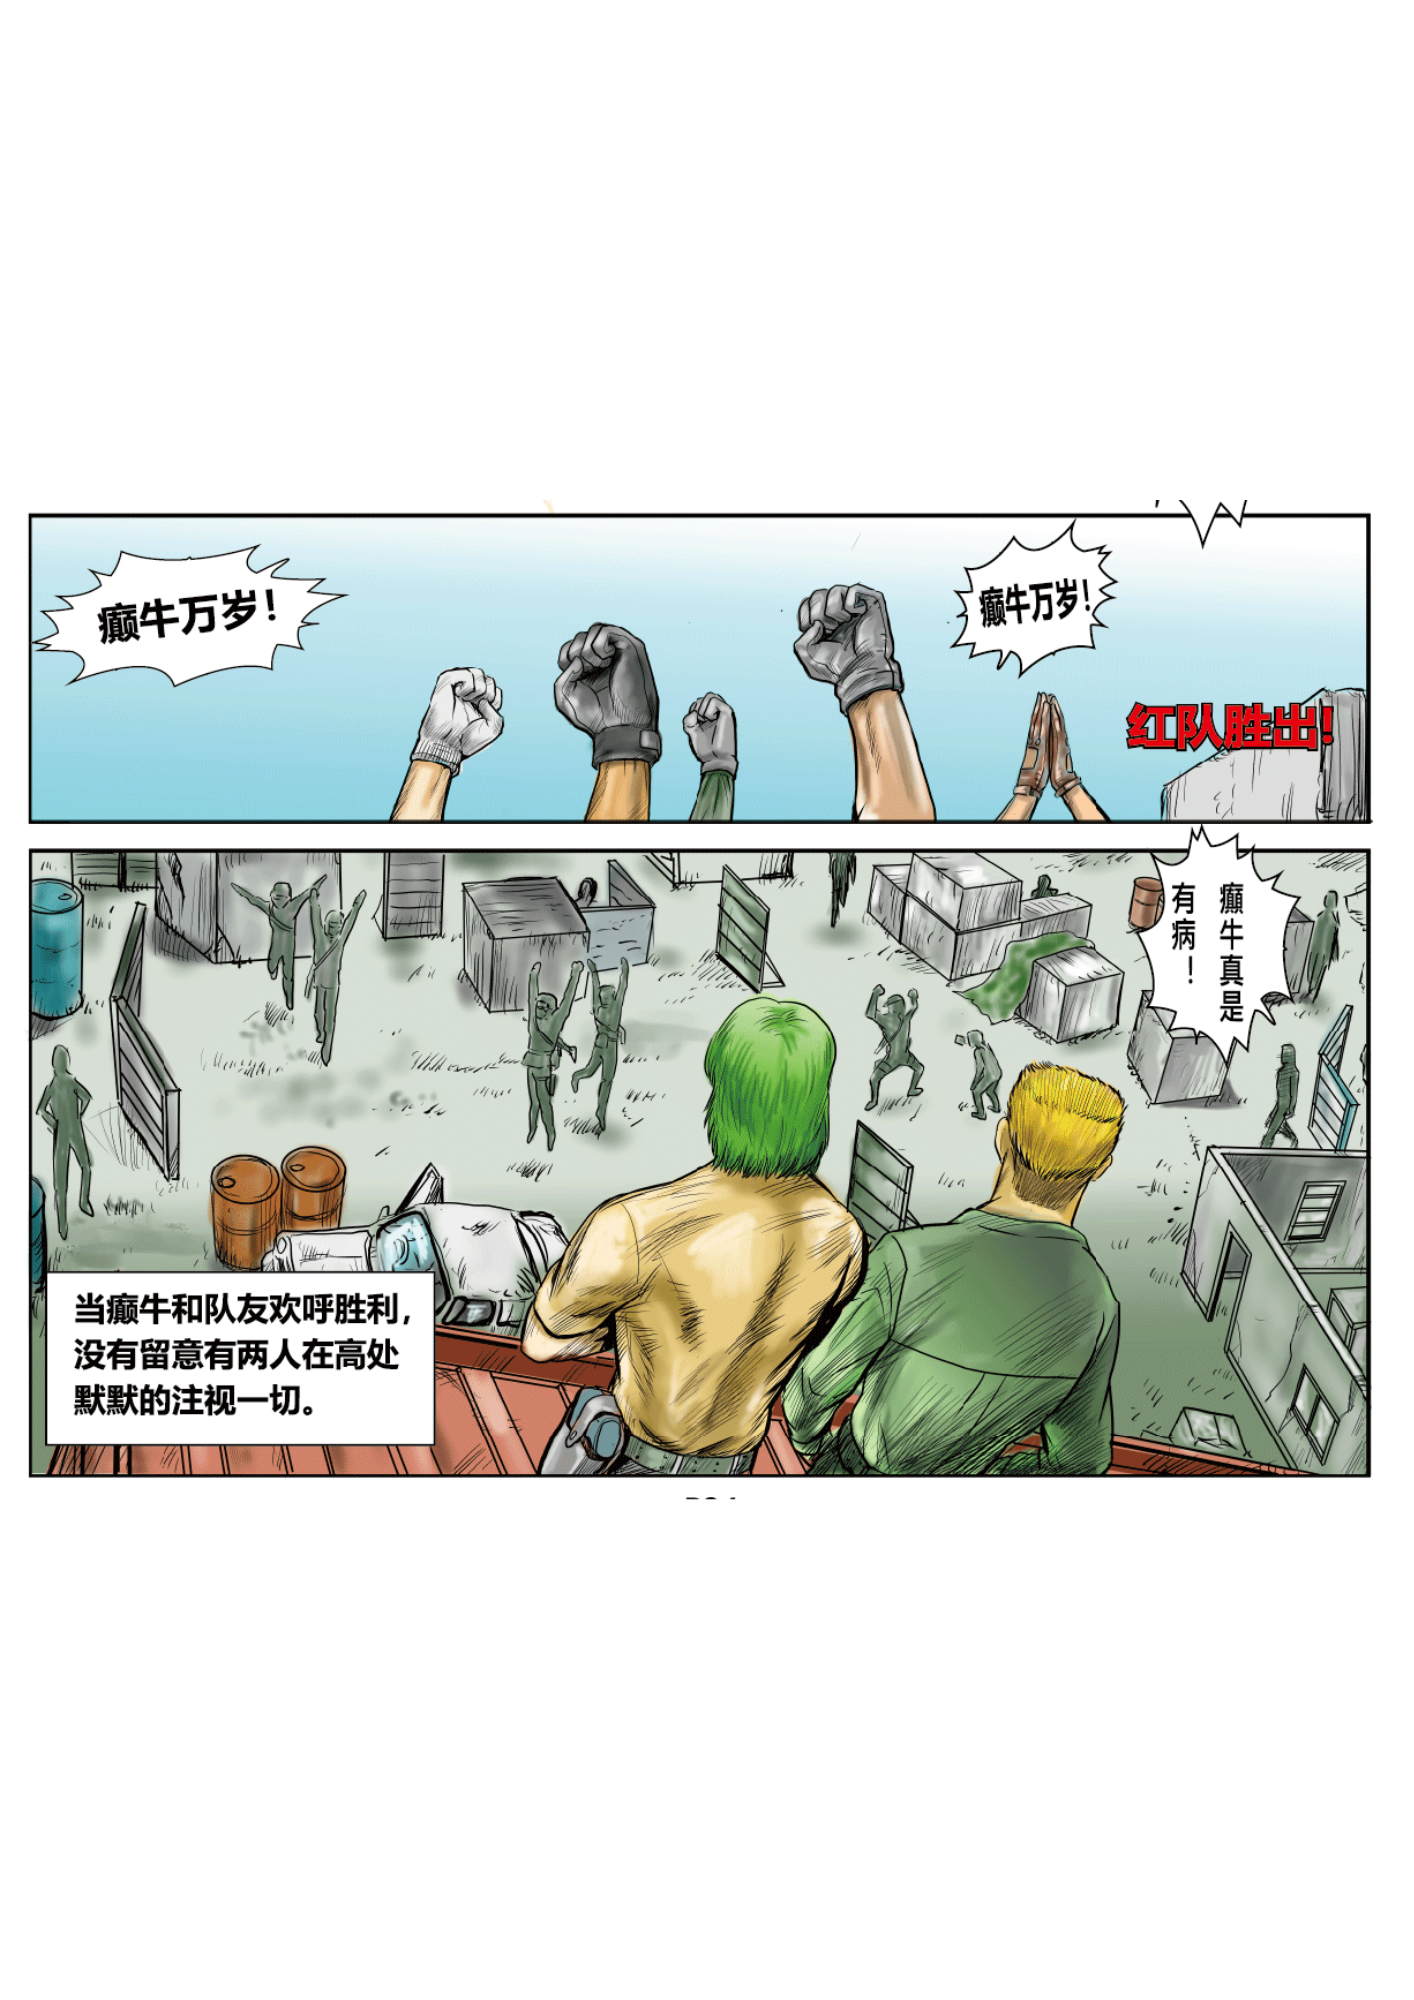 癫牛万岁！
癫牛万岁！
红队胜出！
癫牛真是
有病！
当癫牛和队友欢呼胜利，
没有留意有两人在高处
默默的注视一切。